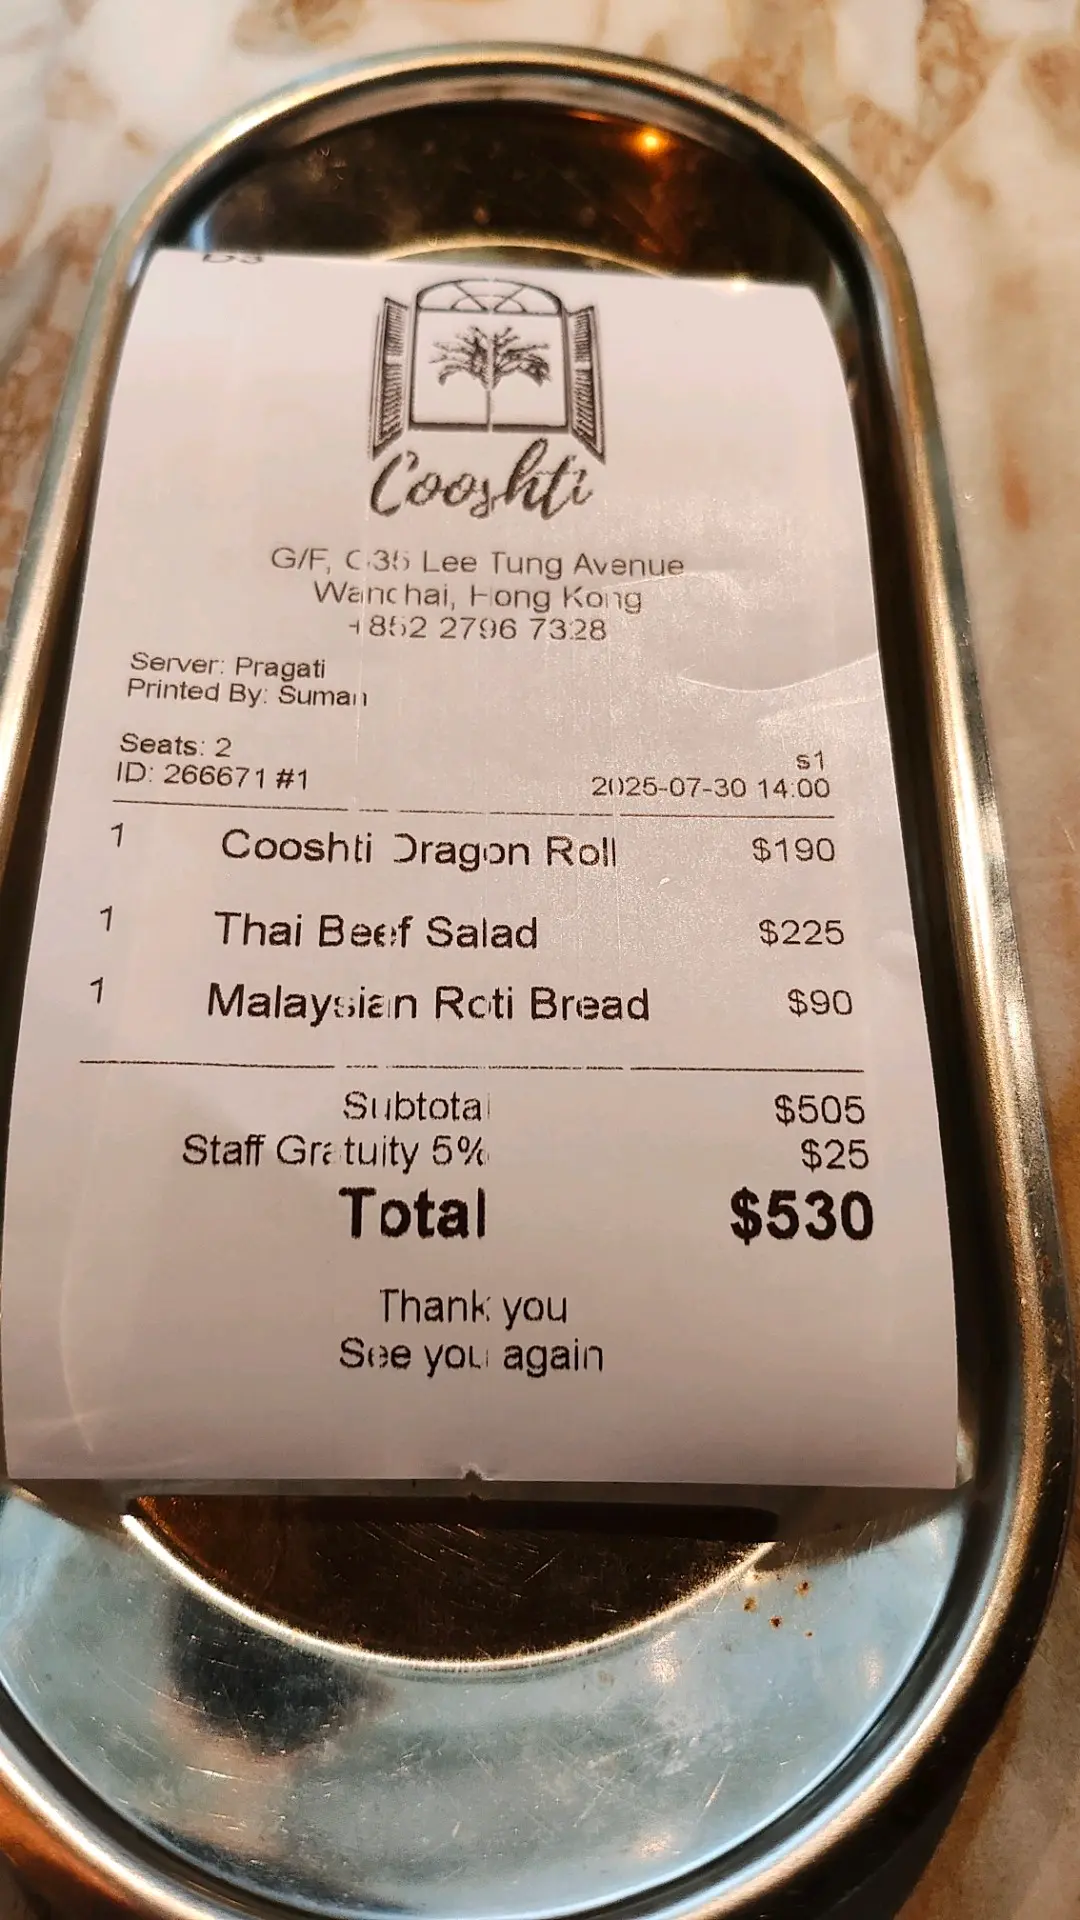 Cooshti
G/F, G35 Lee Tung Avenue
Wanchai, Hong Kong
+852 2796 7328
Server: Pragati
Printed By: Suman
Seats: 2
s1
ID: 266671 #1 2025-07-30 14:00
1 Cooshti Dragon Roll $190
1 Thai Beef Salad $225
1 Malaysian Roti Bread $90
Subtotal $505
Staff Gratuity 5% $25
Total $530
Thank you
See you again